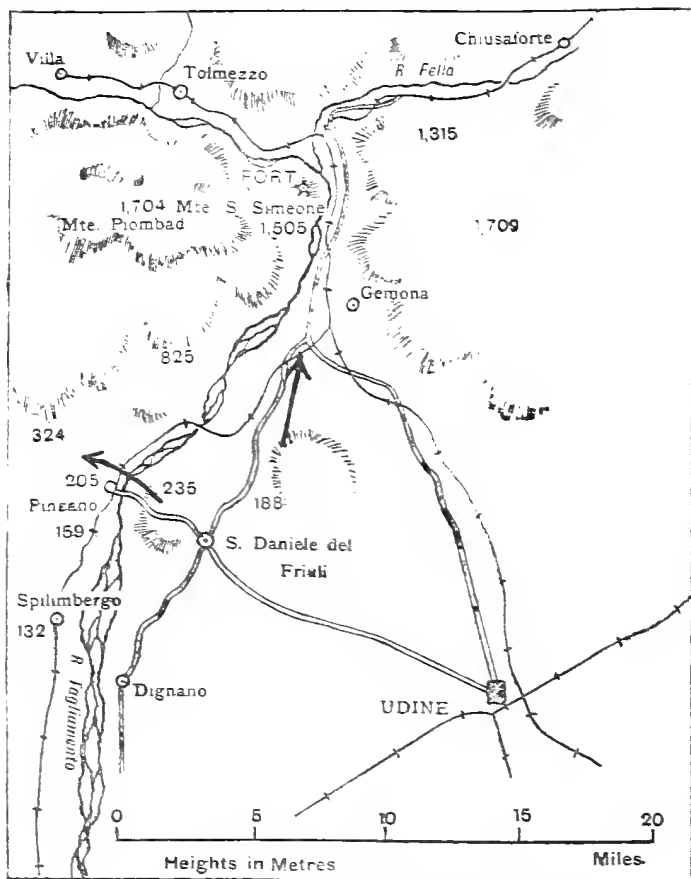 Chiusaforte
Villa
R Fella
Tolmezzo
1,315
FORT
1,704 Mte S. Simeone
Mte. Piombad
1,505
1,709
Gemona
825
324
205
235
188
Pinzano
159
S. Daniele del
Friuli
Spilimbergo
132
R Tagliamento
Dignano
UDINE
0 5 10 15 20
Heights in Metres
Miles